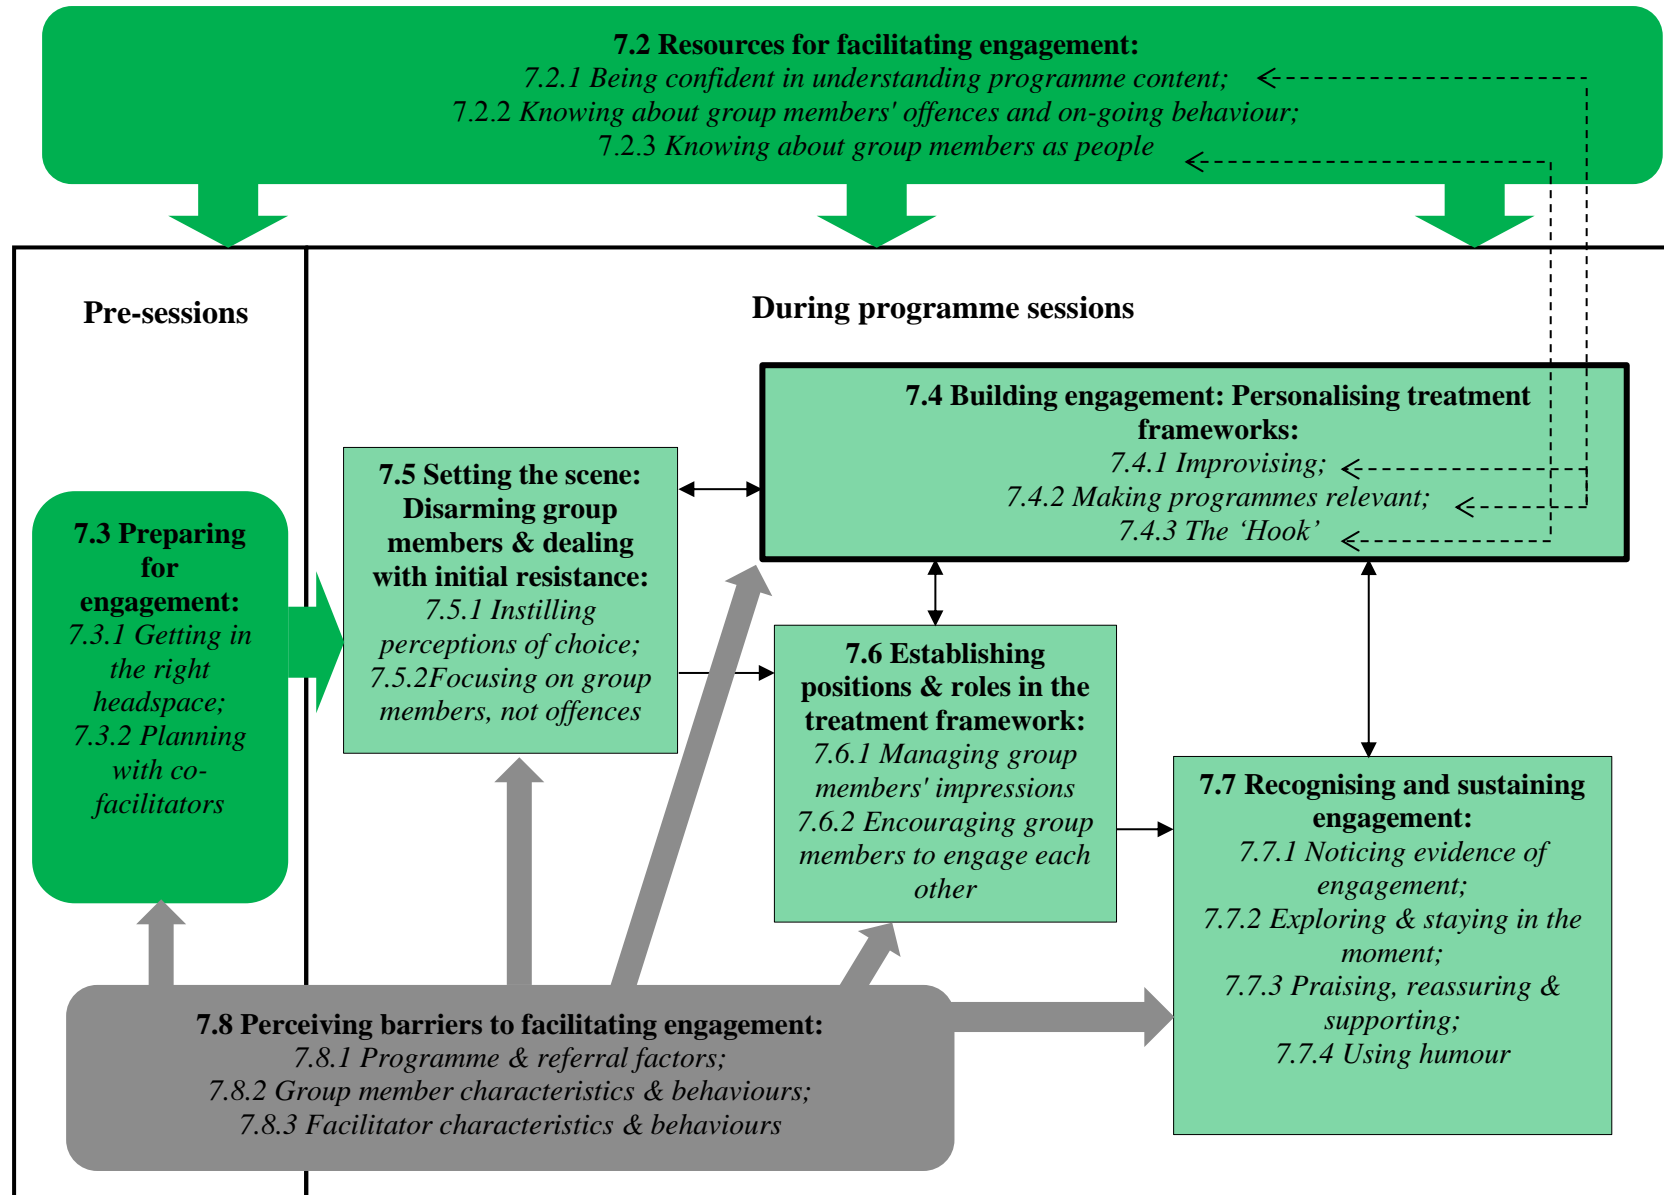 7.2 Resources for facilitating engagement:
7.2.1 Being confident in understanding programme content;
7.2.2 Knowing about group members' offences and on-going behaviour;
7.2.3 Knowing about group members as people
Pre-sessions
During programme sessions
7.3 Preparing
for
engagement:
7.3.1 Getting in
the right
headspace;
7.3.2 Planning
with co-
facilitators
7.5 Setting the scene:
Disarming group
members & dealing
with initial resistance:
7.5.1 Instilling
perceptions of choice;
7.5.2Focusing on group
members, not offences
7.4 Building engagement: Personalising treatment
frameworks:
7.4.1 Improvising;
7.4.2 Making programmes relevant;
7.4.3 The ‘Hook’
7.6 Establishing
positions & roles in the
treatment framework:
7.6.1 Managing group
members' impressions
7.6.2 Encouraging group
members to engage each
other
7.7 Recognising and sustaining
engagement:
7.7.1 Noticing evidence of
engagement;
7.7.2 Exploring & staying in the
moment;
7.7.3 Praising, reassuring &
supporting;
7.7.4 Using humour
7.8 Perceiving barriers to facilitating engagement:
7.8.1 Programme & referral factors;
7.8.2 Group member characteristics & behaviours;
7.8.3 Facilitator characteristics & behaviours